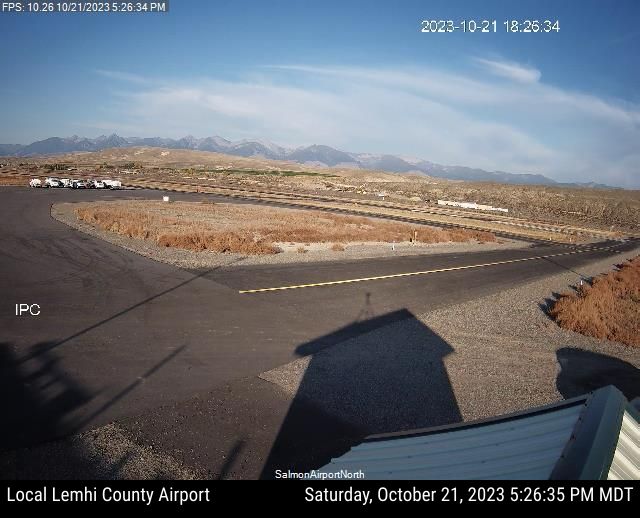 FPS: 10.26 10/21/2023 5:26:34 PM
2023-10-21 18:26:34
IPC
SalmonAirportNorth
Local Lemhi County Airport Saturday, October 21, 2023 5:26:35 PM MDT